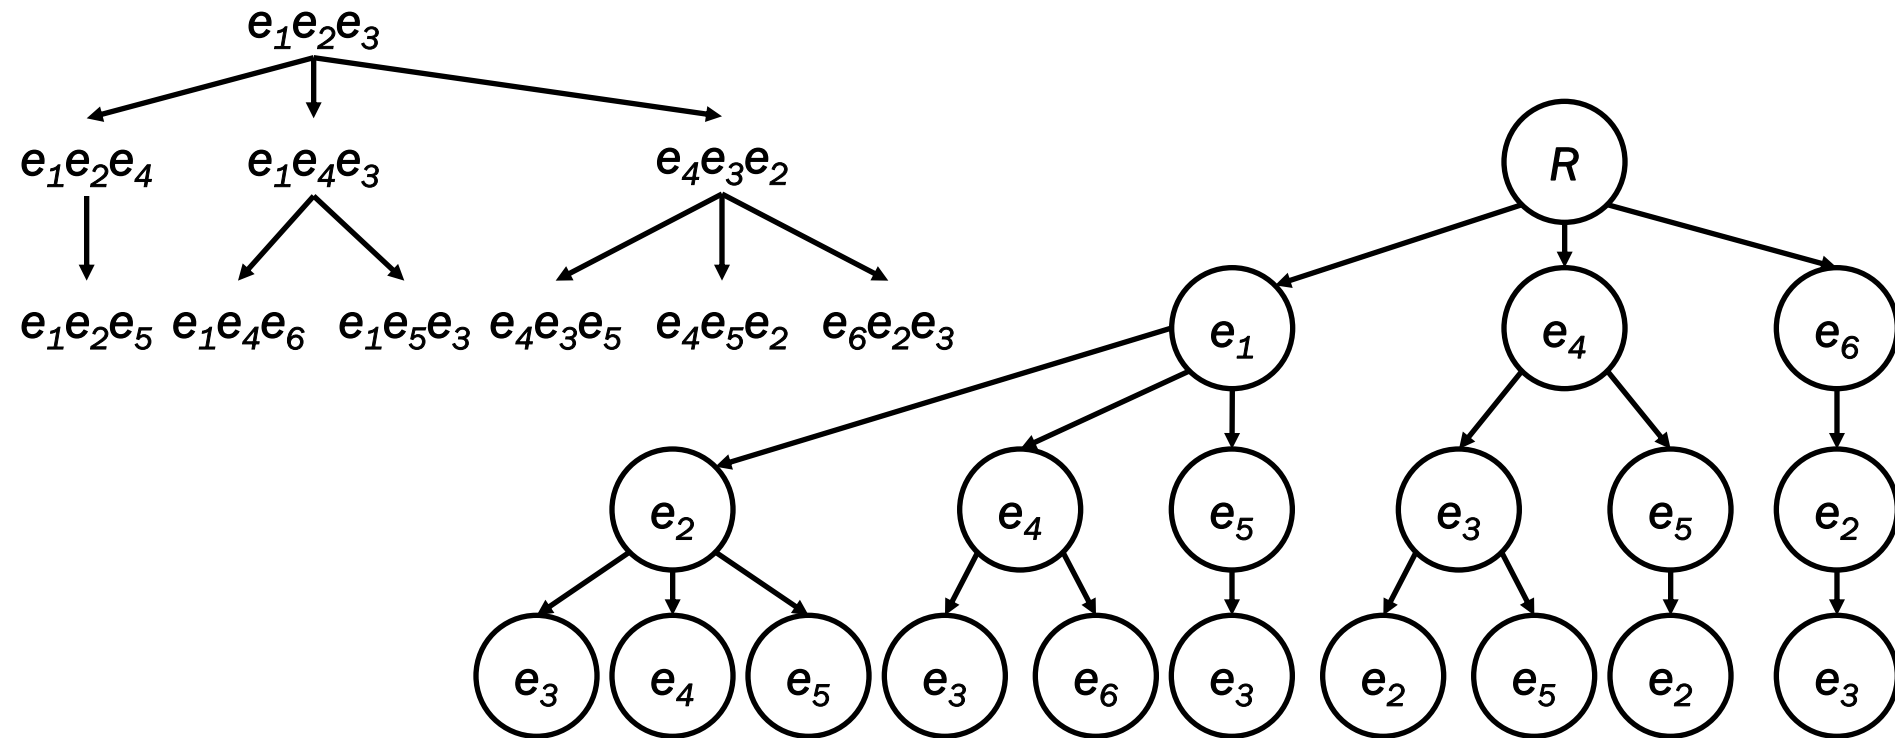 e₁e₂e₃
e₁e₂e₄ e₁e₄e₃ e₄e₃e₂
e₁e₂e₅ e₁e₄e₆ e₁e₅e₃ e₄e₃e₅ e₄e₅e₂ e₆e₂e₃
R
e₁ e₄ e₆
e₂ e₄ e₅ e₃ e₅ e₂
e₃ e₄ e₅ e₃ e₆ e₃ e₂ e₅ e₂ e₃